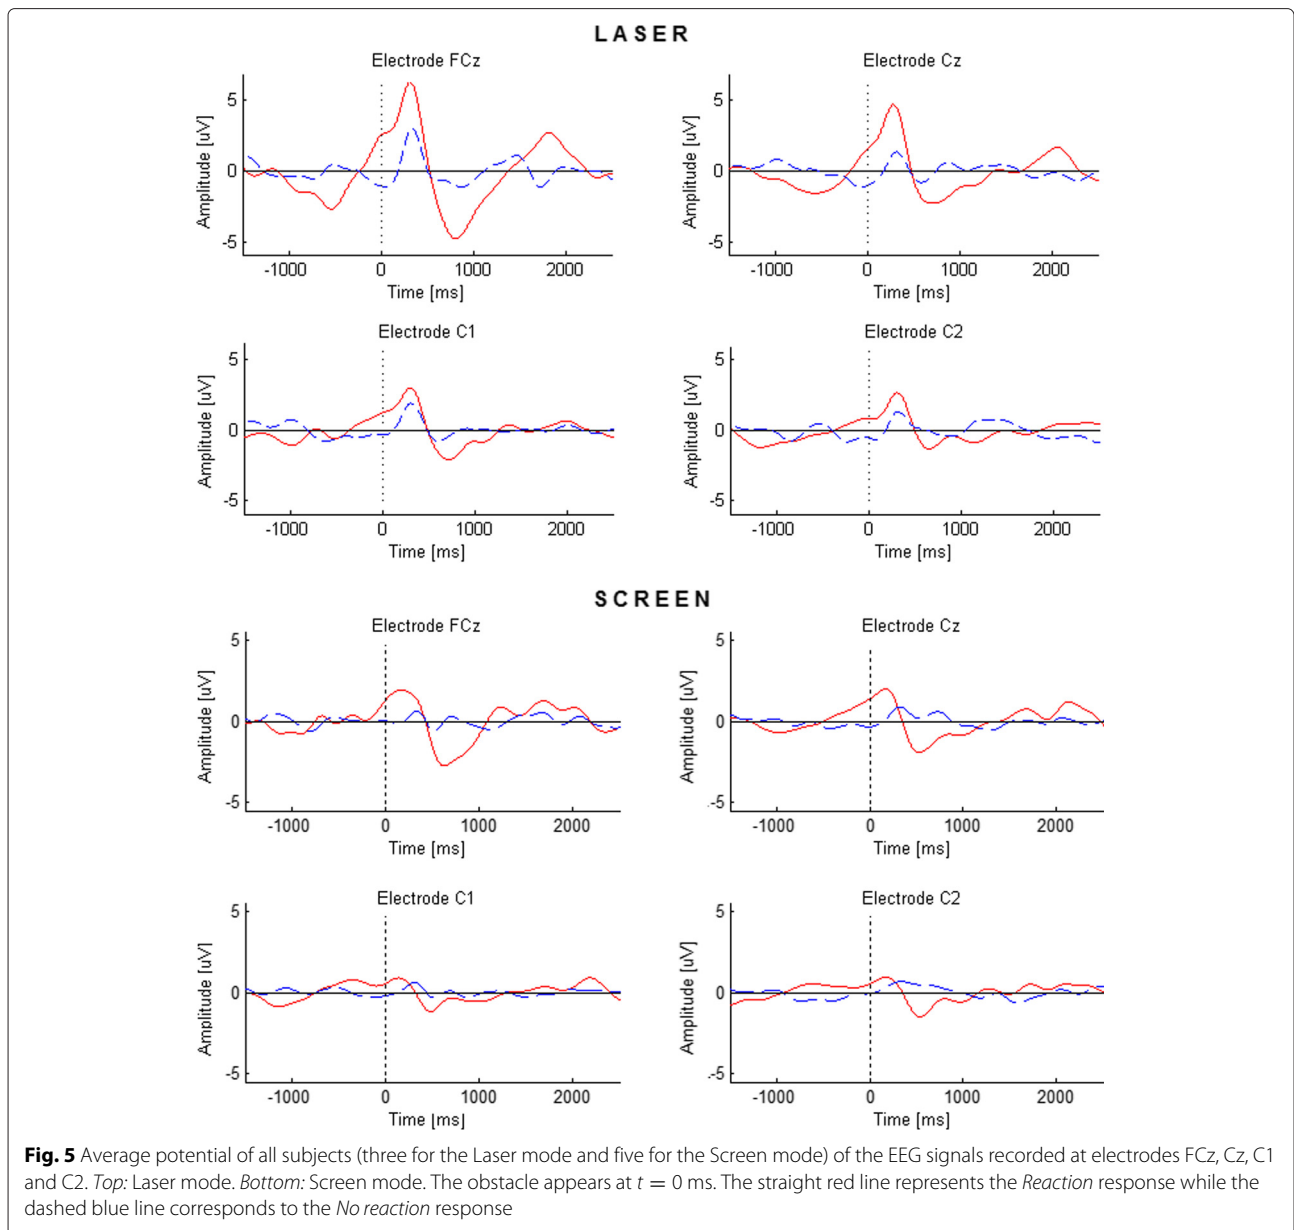 LASER
Electrode FCz
Electrode Cz
Amplitude [uV]
5
0
-5
-1000 0 1000 2000
Time [ms]
Amplitude [uV]
5
0
-5
-1000 0 1000 2000
Time [ms]
Electrode C1
Electrode C2
Amplitude [uV]
5
0
-5
-1000 0 1000 2000
Time [ms]
Amplitude [uV]
5
0
-5
-1000 0 1000 2000
Time [ms]
SCREEN
Electrode FCz
Electrode Cz
Amplitude [uV]
5
0
-5
-1000 0 1000 2000
Time [ms]
Amplitude [uV]
5
0
-5
-1000 0 1000 2000
Time [ms]
Electrode C1
Electrode C2
Amplitude [uV]
5
0
-5
-1000 0 1000 2000
Time [ms]
Amplitude [uV]
5
0
-5
-1000 0 1000 2000
Time [ms]
Fig. 5 Average potential of all subjects (three for the Laser mode and five for the Screen mode) of the EEG signals recorded at electrodes FCz, Cz, C1
and C2. Top: Laser mode. Bottom: Screen mode. The obstacle appears at t = 0 ms. The straight red line represents the Reaction response while the
dashed blue line corresponds to the No reaction response